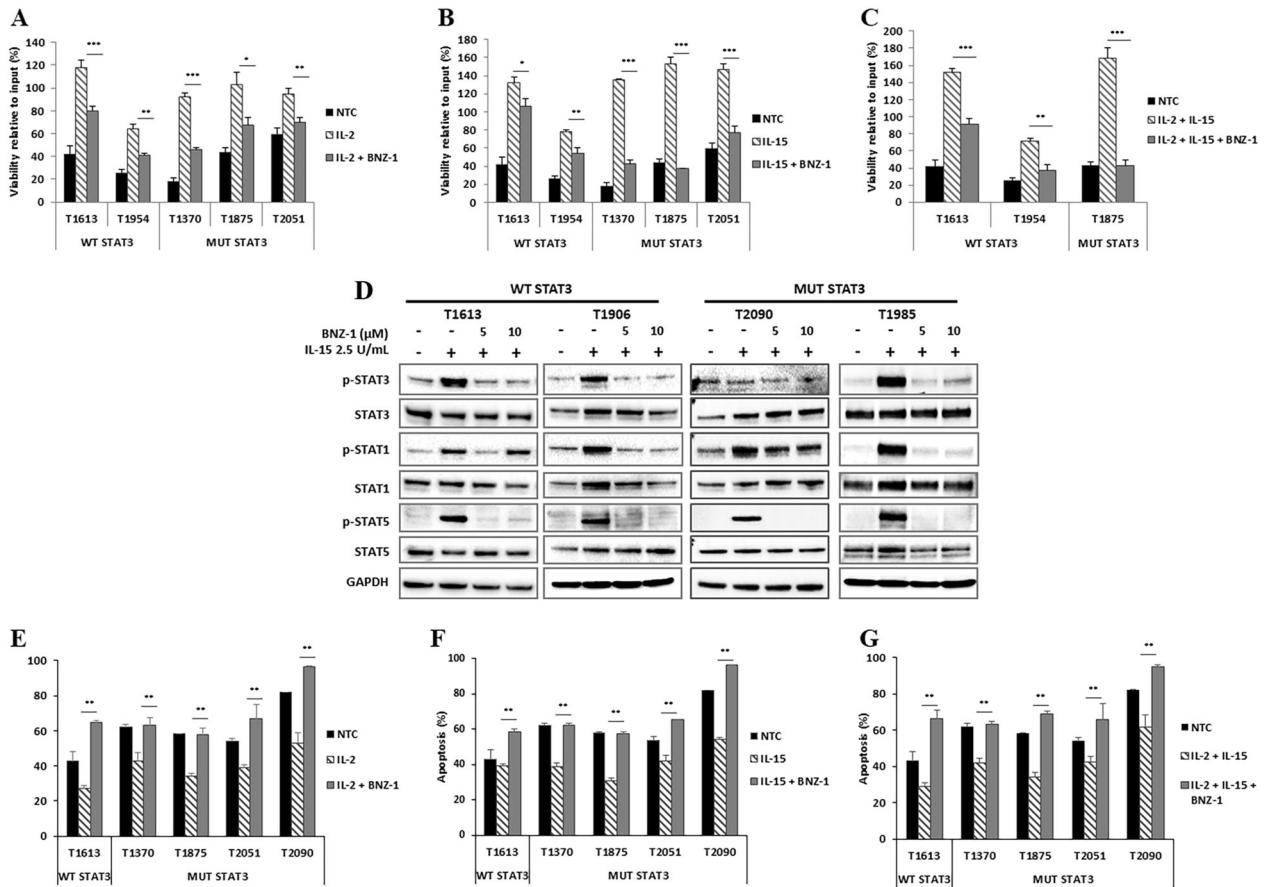 A
Viability relative to input (%)
140
120
100
80
60
40
20
0
***
**
***
*
**
NTC
IL-2
IL-2 + BNZ-1
T1613 T1954 T1370 T1875 T2051
WT STAT3 MUT STAT3
B
Viability relative to input (%)
180
160
140
120
100
80
60
40
20
0
*
**
***
***
***
NTC
IL-15
IL-15 + BNZ-1
T1613 T1954 T1370 T1875 T2051
WT STAT3 MUT STAT3
C
Viability relative to input (%)
200
180
160
140
120
100
80
60
40
20
0
***
**
***
NTC
IL-2 + IL-15
IL-2 + IL-15 + BNZ-1
T1613 T1954 T1875
WT STAT3 MUT STAT3
D
WT STAT3 MUT STAT3
T1613 T1906 T2090 T1985
BNZ-1 (µM) - - 5 10 - - 5 10 - - 5 10 - - 5 10
IL-15 2.5 U/mL - + + + - + + + - + + + - + + +
p-STAT3
STAT3
p-STAT1
STAT1
p-STAT5
STAT5
GAPDH
E
100
80
60
40
20
0
**
**
**
**
**
NTC
IL-2
IL-2 + BNZ-1
T1613 T1370 T1875 T2051 T2090
WT STAT3 MUT STAT3
F
Apoptosis (%)
100
80
60
40
20
0
**
**
**
**
**
NTC
IL-15
IL-15 + BNZ-1
T1613 T1370 T1875 T2051 T2090
WT STAT3 MUT STAT3
G
Apoptosis (%)
100
80
60
40
20
0
**
**
**
**
**
NTC
IL-2 + IL-15
IL-2 + IL-15 +
BNZ-1
T1613 T1370 T1875 T2051 T2090
WT STAT3 MUT STAT3